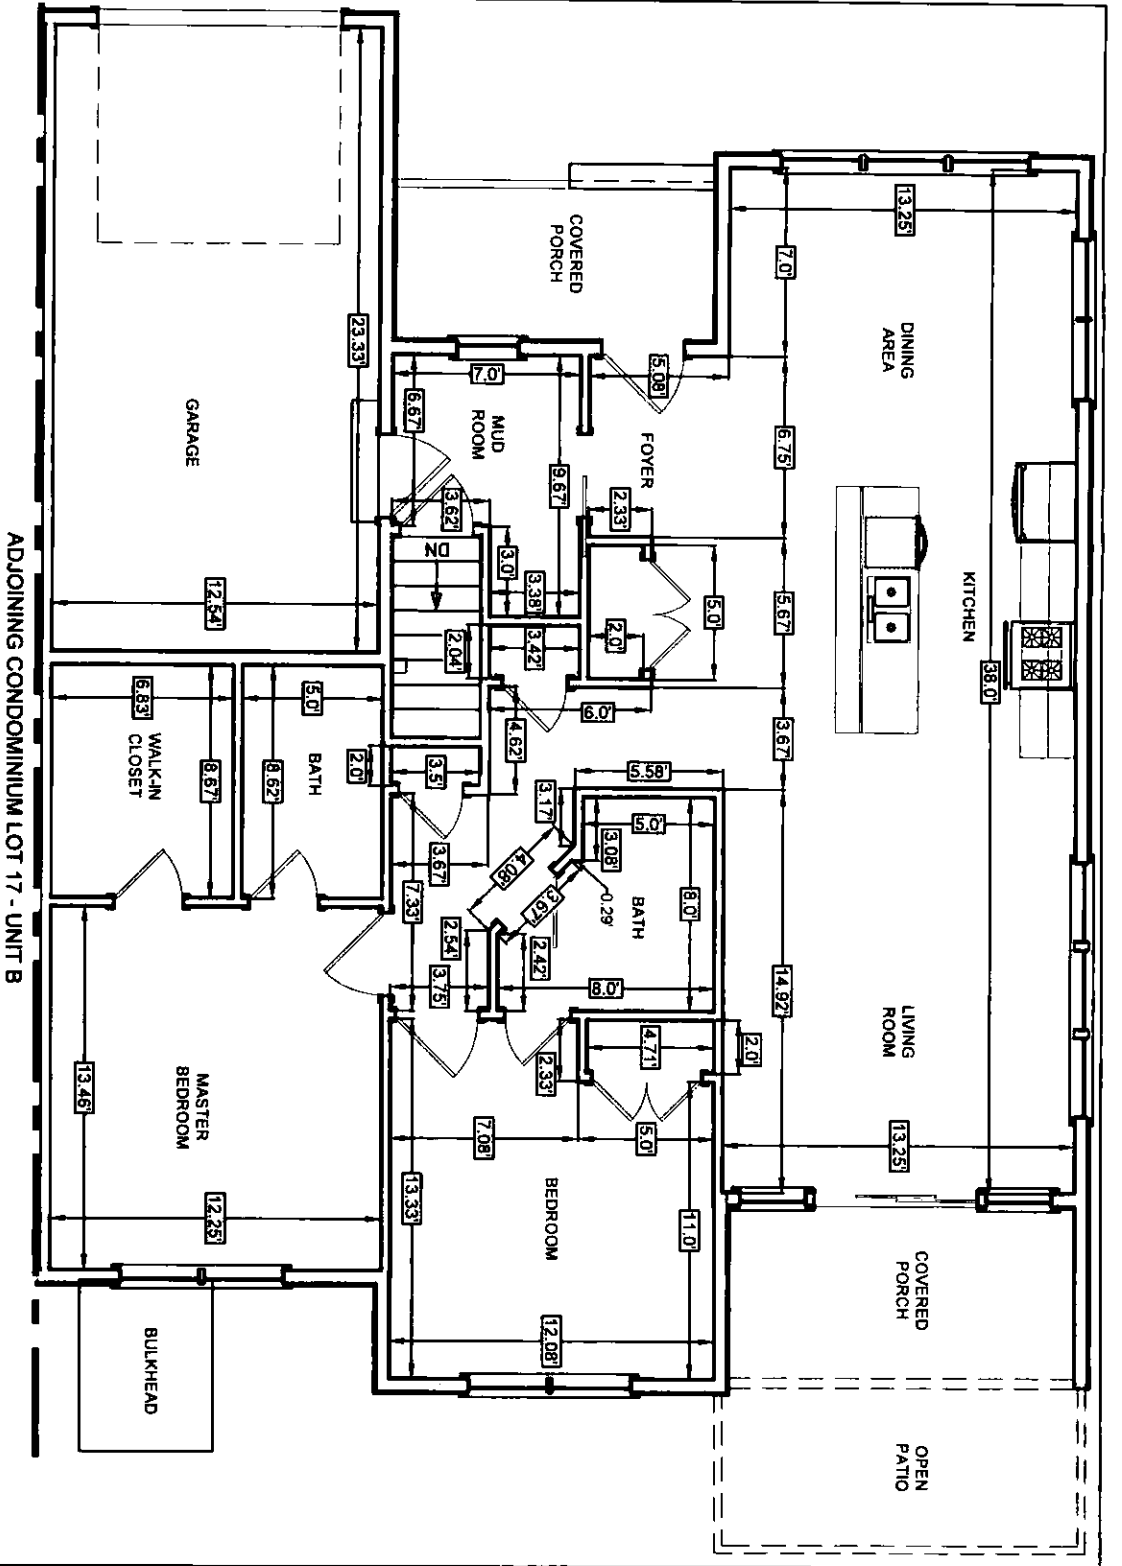 38.0'
KITCHEN
13.25'
DINING
AREA
LIVING
ROOM
13.25'
COVERED
PORCH
OPEN
PATIO
7.0'
6.75'
5.67'
3.67'
14.92'
2.0'
5.0'
8.0'
11.0'
5.08'
5.58'
5.0'
4.71'
5.0'
FOYER
BATH
2.33'
2.0'
3.08'
0.29'
8.0'
6.0'
COVERED
PORCH
9.67'
3.17'
3.67'
2.42'
2.33'
BEDROOM
12.08'
3.38'
3.42'
3.0'
4.62'
4.08'
MUD
ROOM
7.0'
7.08'
3.62'
2.04'
2.54'
DN
3.5'
3.67'
3.75'
6.67'
7.33'
13.33'
23.33'
2.0'
5.0'
BATH
8.62'
GARAGE
12.54'
8.67'
MASTER
BEDROOM
12.25'
6.83'
WALK-IN
CLOSET
BULKHEAD
13.46'
ADJOINING CONDOMINIUM LOT 17 - UNIT B